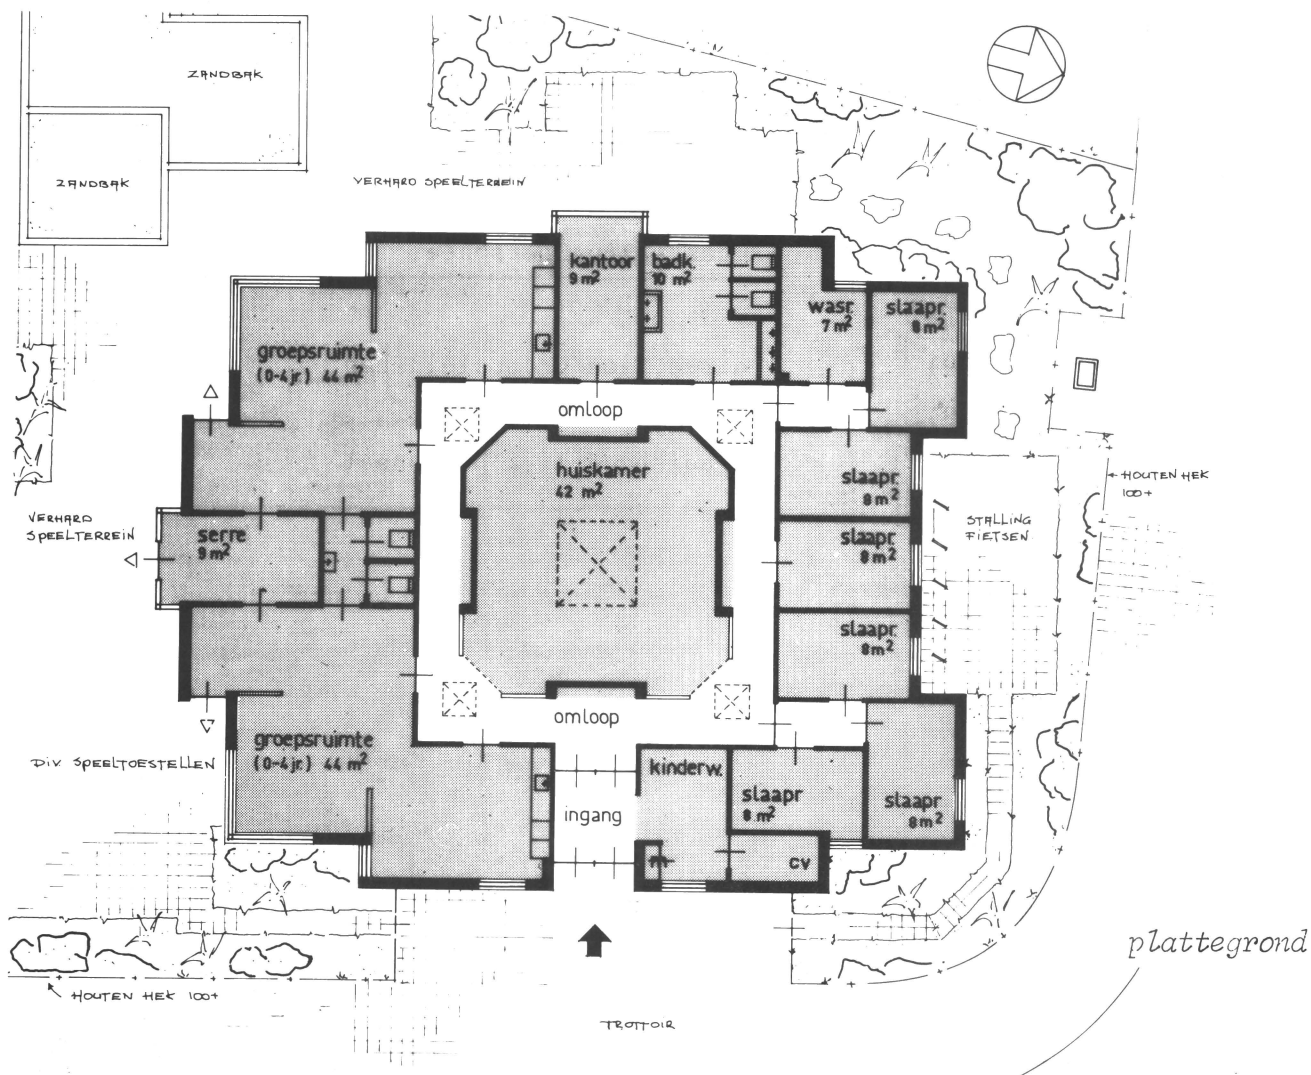 ZANDBAK
ZANDBAK
VERHARD SPEELTERREIN
kantoor
9 m²
badk.
10 m²
wasr.
7 m²
slaapr.
8 m²
groepsruimte
(0-4 jr.) 44 m²
omloop
huiskamer
42 m²
slaapr.
8 m²
HOUTEN HEK
100+
VERHARD
SPEELTERREIN
serre
9 m²
slaapr.
8 m²
STALLING
FIETSEN
slaapr.
8 m²
omloop
groepsruimte
(0-4 jr.) 44 m²
DIV. SPEELTOESTELLEN
kinderw.
slaapr
8 m²
slaapr
8 m²
ingang
m
cv
plattegrond
HOUTEN HEK 100+
TROTTOIR